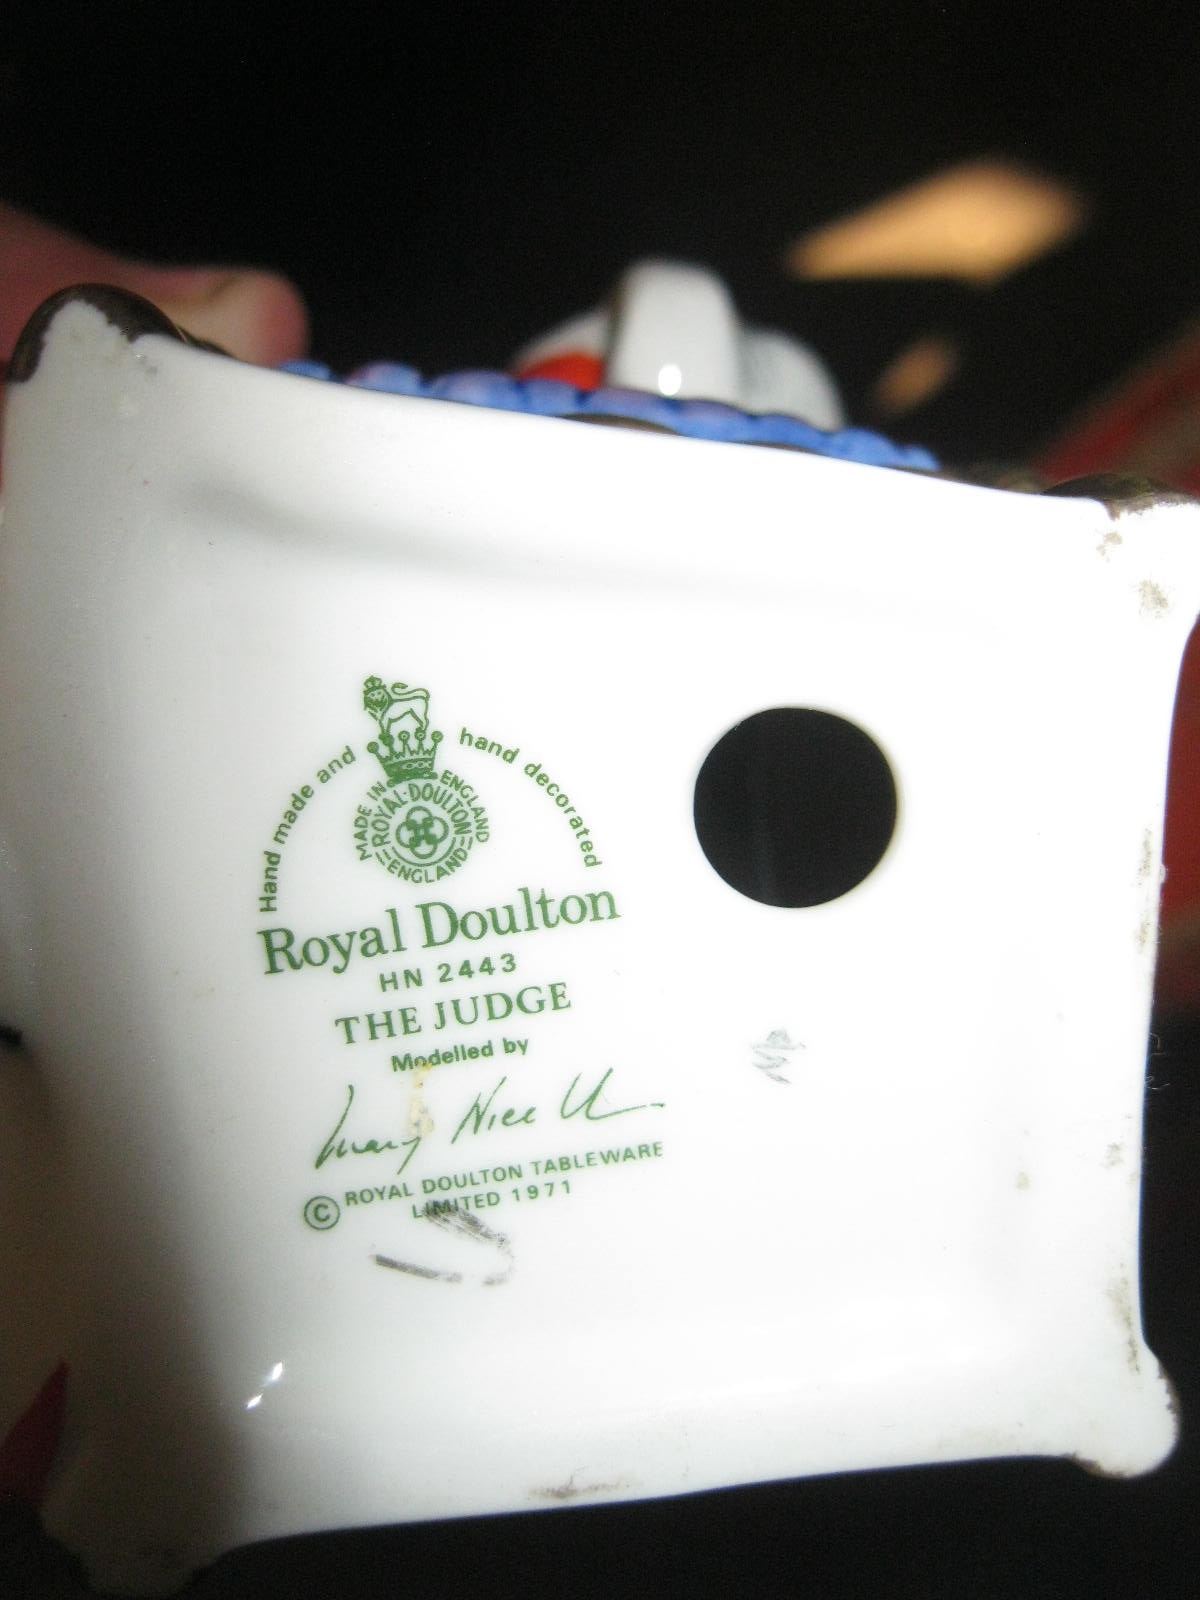 Hand made and hand decorated
MADE IN ENGLAND
ROYAL·DOULTON
ENGLAND
Royal Doulton
HN 2443
THE JUDGE
Modelled by
© ROYAL DOULTON TABLEWARE
LIMITED 1971